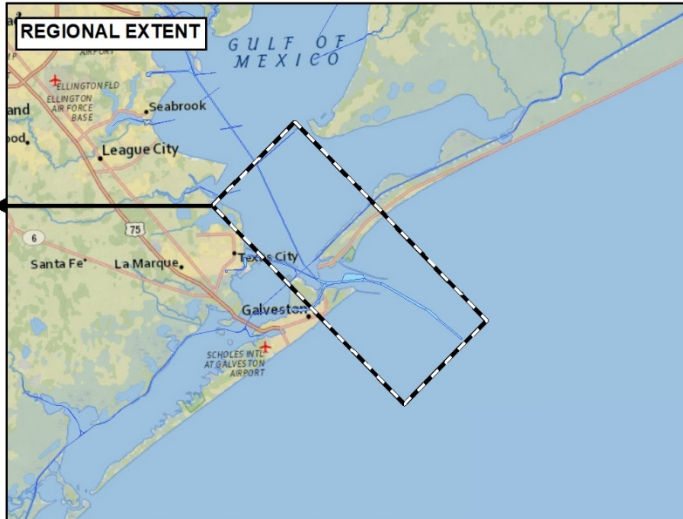 REGIONAL EXTENT
GULF OF
MEXICO
AIRPORT
ELLINGTON FLD
ELLINGTON
AIR FORCE
BASE
Seabrook
League City
75
6
Santa Fe
La Marque
Texas City
Galveston
SCHOLES INTL
AT GALVESTON
AIRPORT